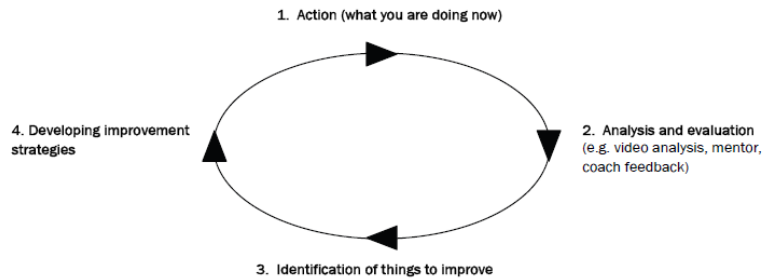 1. Action (what you are doing now)
2. Analysis and evaluation
(e.g. video analysis, mentor,
coach feedback)
3. Identification of things to improve
4. Developing improvement
strategies